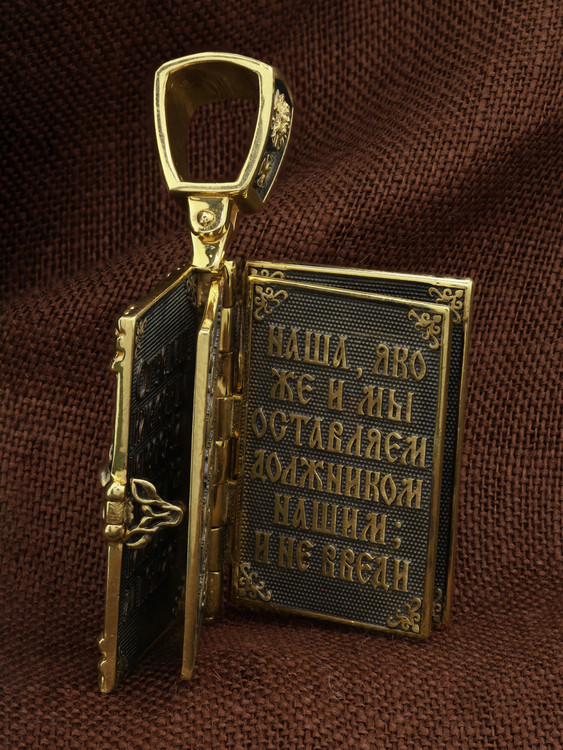 НАША, ЯКО
ЖЕ И МЫ
ОСТАВЛЯЕМ
ДОЛЖНИКОМ
НАШИМ;
И НЕ ВВЕДИ